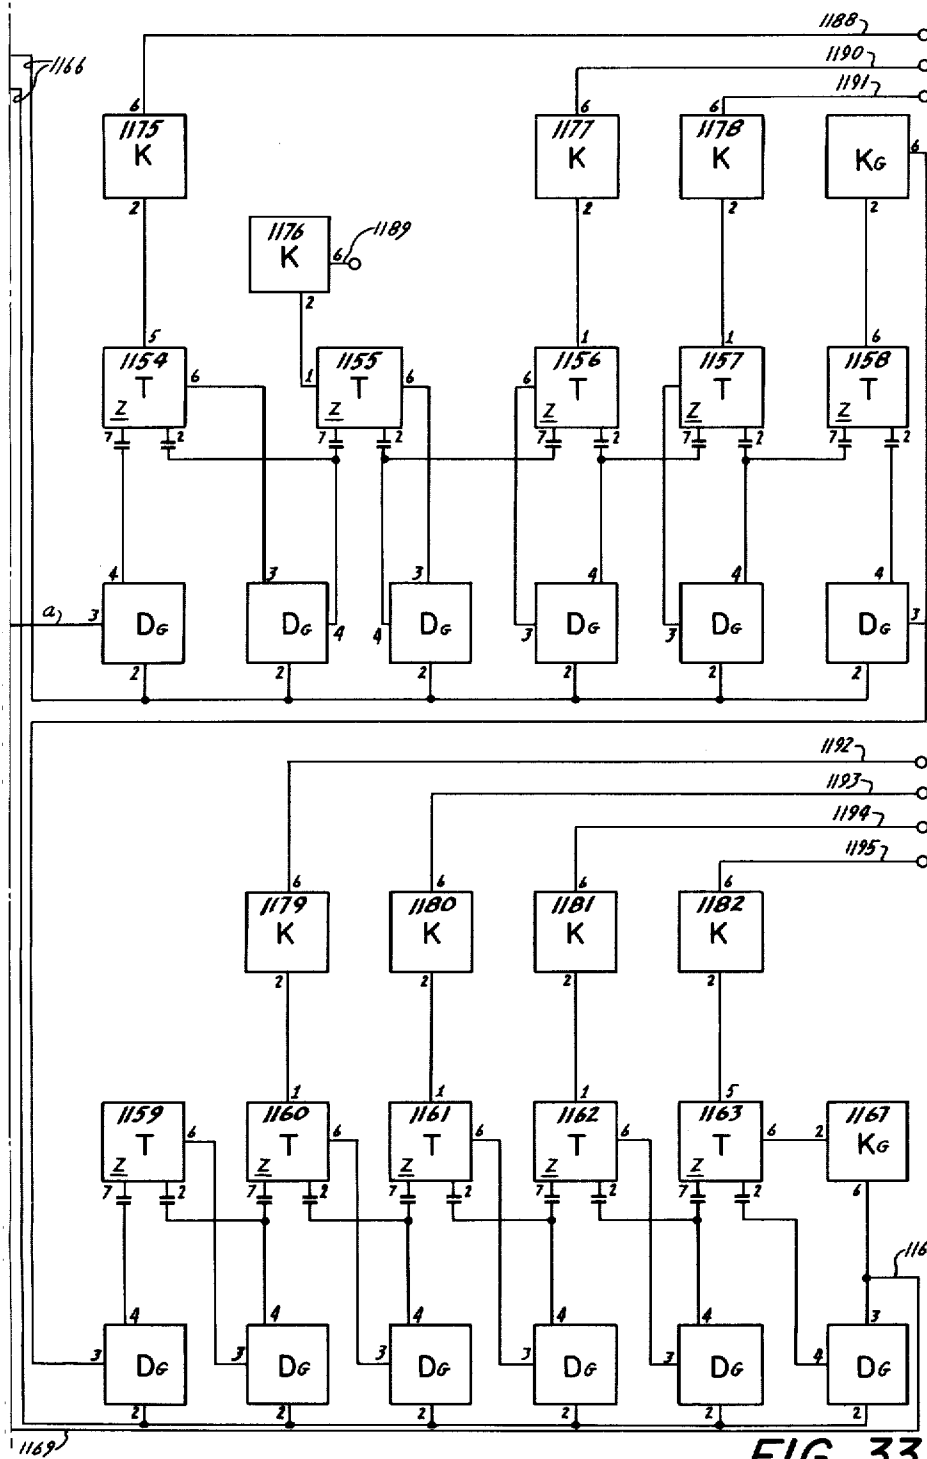 1188
1190
1191
1166
6 6 6
1175 1177 1178
K K K KG 6
2 2 2 2
1176
K 6 1189
2
5 1 1 6
1154 1155 1156 1157 1158
T 6 1 T 6 6 T T T
Z Z Z Z Z
7 2 7 2 7 2 7 2 7 2
4 3 3 4 4 4
a 3 DG DG 4 4 DG 3 DG 3 DG DG 3
2 2 2 2 2 2
1192
1193
1194
1195
6 6 6 6
1179 1180 1181 1182
K K K K
2 2 2 2
1 1 1 5
1159 1160 1161 1162 1163 1167
T 6 T 6 T 6 T 6 T 6 2 KG
Z Z Z Z Z 6
7 2 7 2 7 2 7 2 7 2
116
4 4 4 4 4 3
3 DG 3 DG 3 DG 3 DG 3 DG 4 DG
2 2 2 2 2 2
1169
FIG. 33